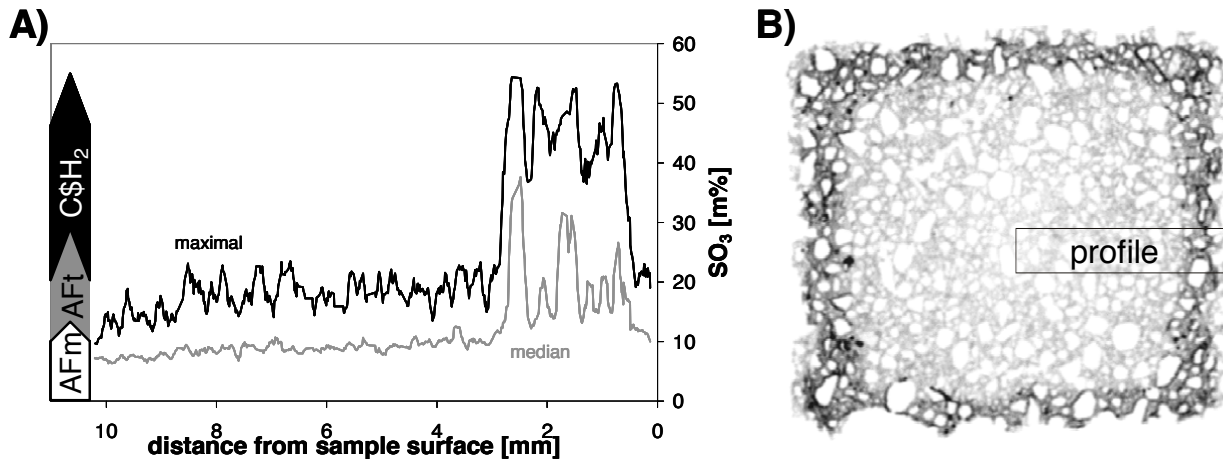 A)
B)
60
50
40
30
20
10
0
SO₃ [m%]
C$H₂
AFt
AFm
maximal
median
profile
10
8
6
4
2
0
distance from sample surface [mm]